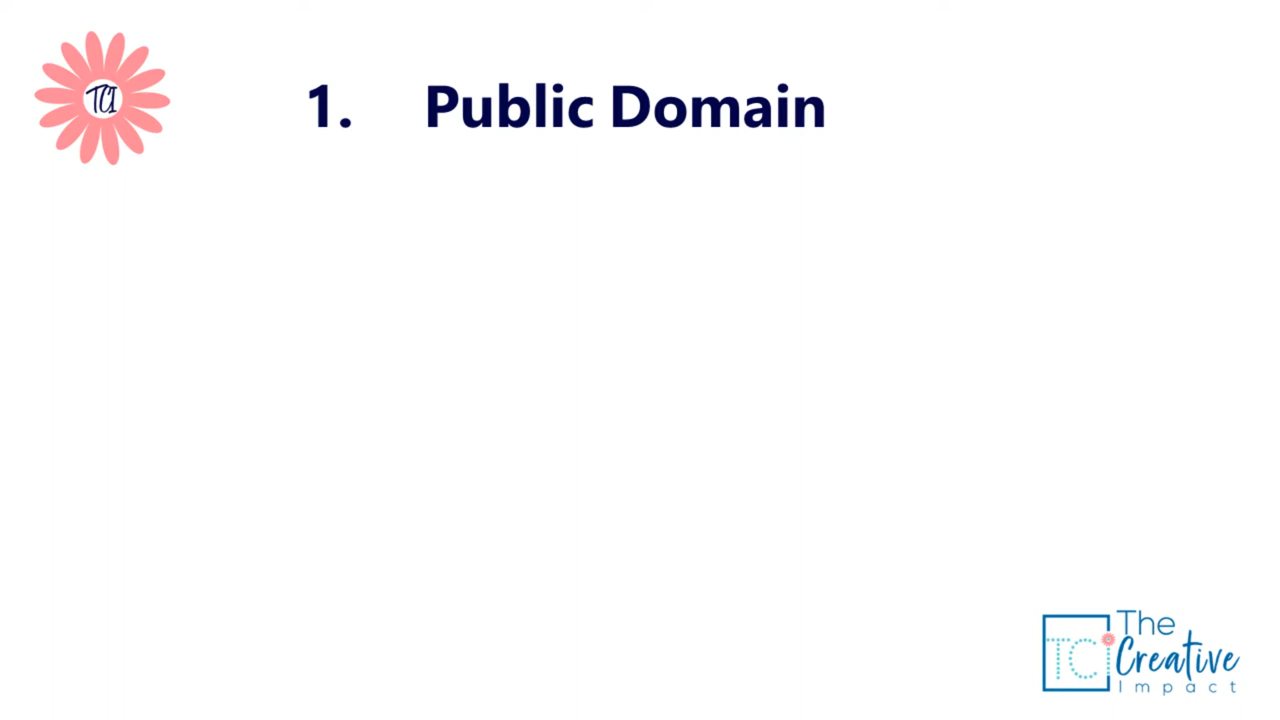 TCI
1. Public Domain
The
TCi
Creative
Impact